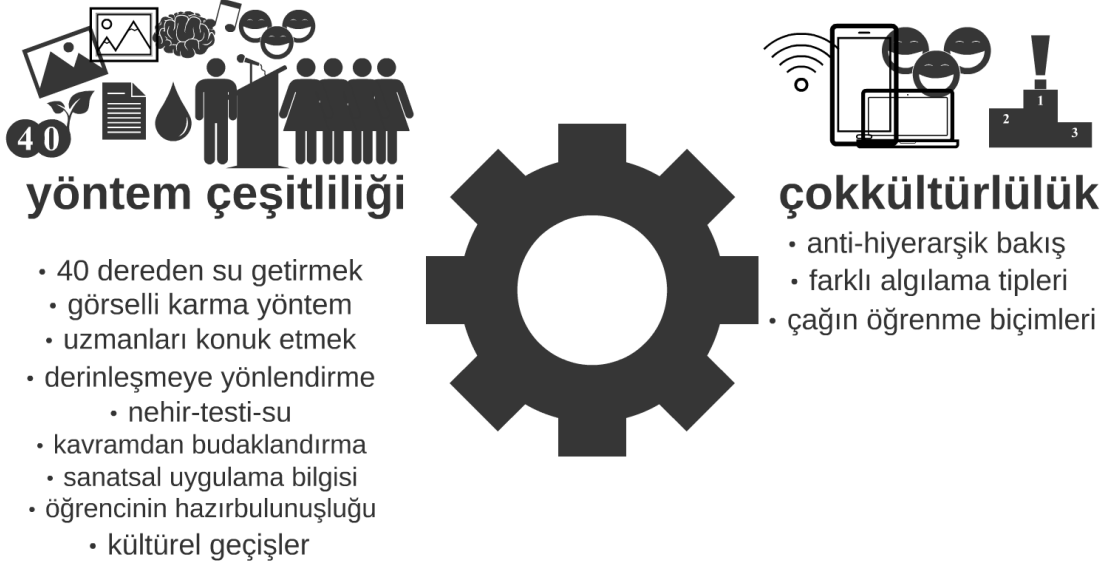 40
yöntem çeşitliliği
• 40 dereden su getirmek
• görselli karma yöntem
• uzmanları konuk etmek
• derinleşmeye yönlendirme
• nehir-testi-su
• kavramdan budaklandırma
• sanatsal uygulama bilgisi
• öğrencinin hazırbulunuşluğu
• kültürel geçişler
1
2
3
çokkültürlülük
• anti-hiyerarşik bakış
• farklı algılama tipleri
• çağın öğrenme biçimleri